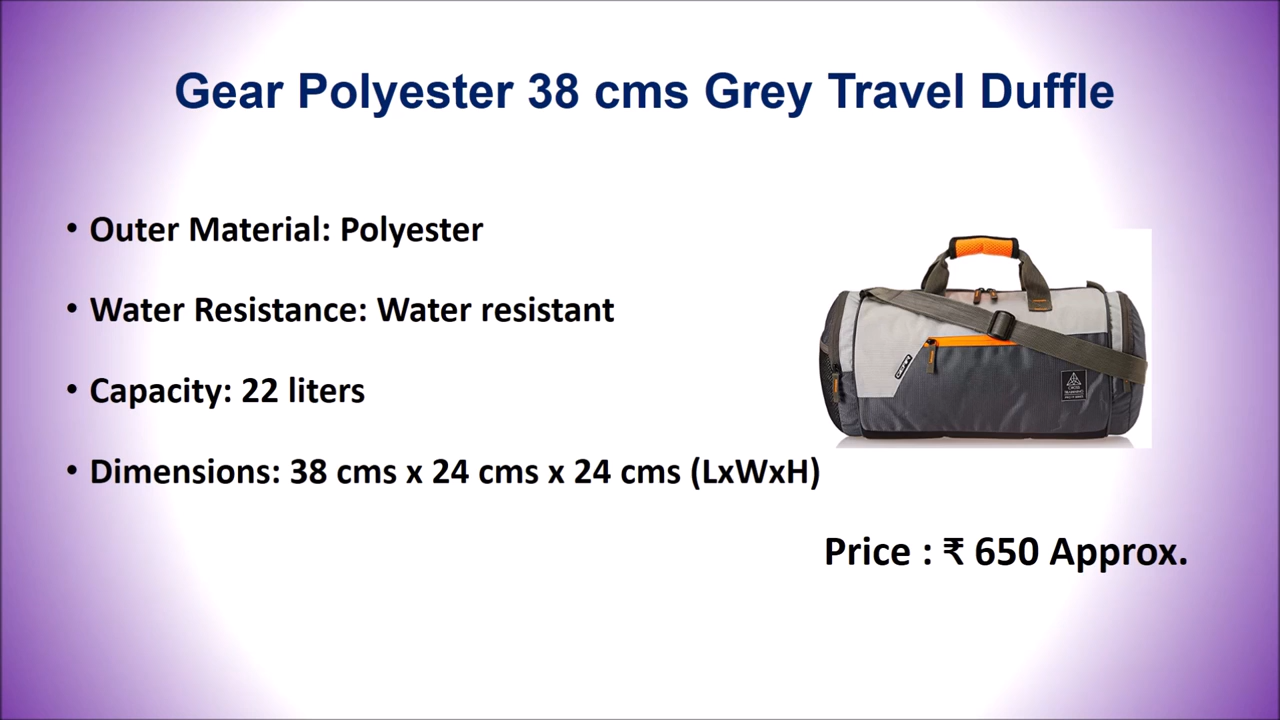 Gear Polyester 38 cms Grey Travel Duffle
• Outer Material: Polyester
• Water Resistance: Water resistant
• Capacity: 22 liters
• Dimensions: 38 cms x 24 cms x 24 cms (LxWxH)
Price : ₹ 650 Approx.